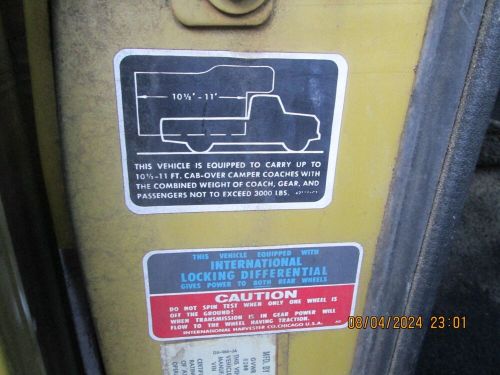 10½' - 11'
THIS VEHICLE IS EQUIPPED TO CARRY UP TO
10½-11 FT. CAB-OVER CAMPER COACHES WITH
THE COMBINED WEIGHT OF COACH, GEAR, AND
PASSENGERS NOT TO EXCEED 3000 LBS.
THIS VEHICLE EQUIPPED WITH
INTERNATIONAL
LOCKING DIFFERENTIAL
GIVES POWER TO BOTH REAR WHEELS
CAUTION
DO NOT SPIN TEST WHEN ONLY ONE WHEEL IS
OFF THE GROUND!
WHEN TRANSMISSION IS IN GEAR POWER WILL
FLOW TO THE WHEEL HAVING TRACTION.
INTERNATIONAL HARVESTER CO. CHICAGO U.S.A.
MFD. BY
GVWR
VIN
08/04/2024 23:01